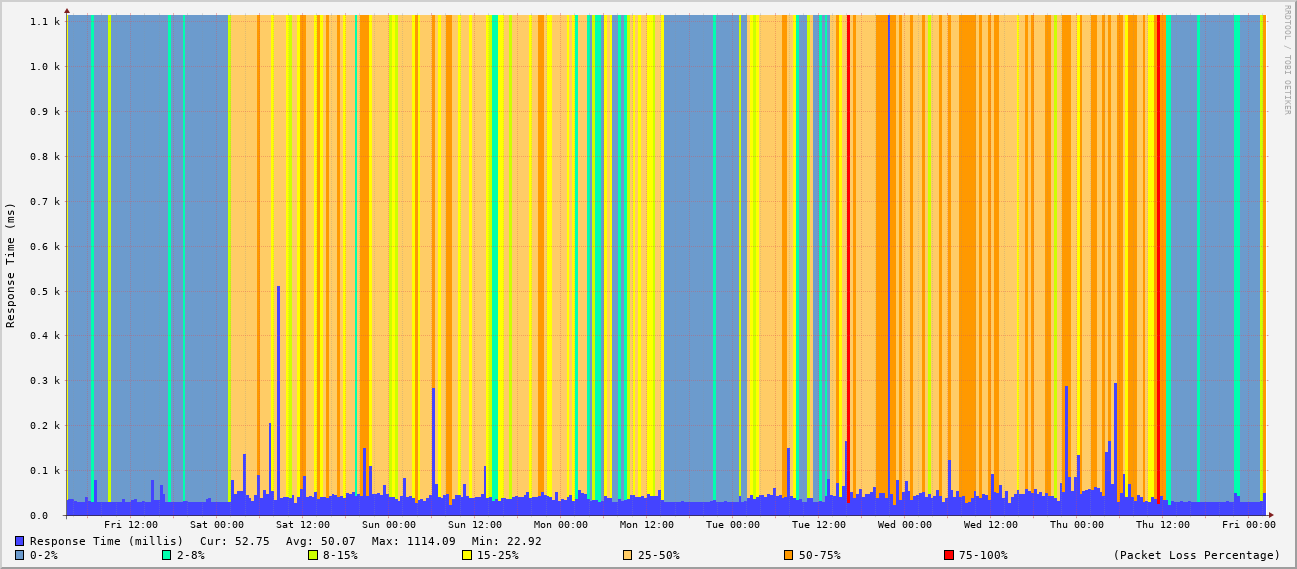 1.1 k
1.0 k
0.9 k
0.8 k
0.7 k
0.6 k
0.5 k
0.4 k
0.3 k
0.2 k
0.1 k
0.0
Response Time (ms)
RRDTOOL / TOBI OETIKER
Fri 12:00 Sat 00:00 Sat 12:00 Sun 00:00 Sun 12:00 Mon 00:00 Mon 12:00 Tue 00:00 Tue 12:00 Wed 00:00 Wed 12:00 Thu 00:00 Thu 12:00 Fri 00:00
Response Time (millis) Cur: 52.75 Avg: 50.07 Max: 1114.09 Min: 22.92
0-2% 2-8% 8-15% 15-25% 25-50% 50-75% 75-100% (Packet Loss Percentage)